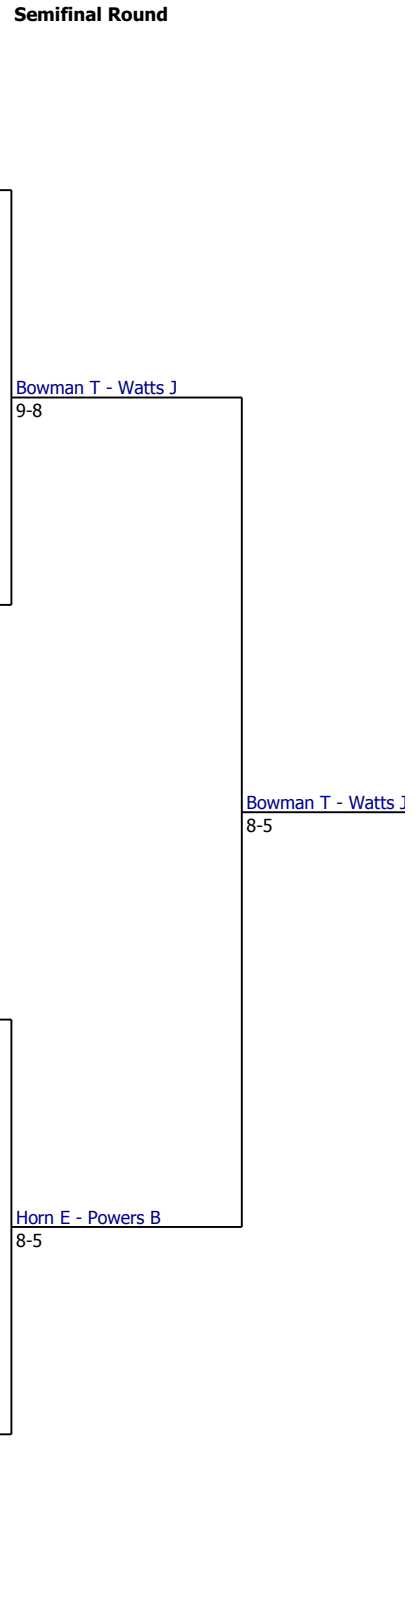 Semifinal Round
Bowman T - Watts J
9-8
Bowman T - Watts J
8-5
Horn E - Powers B
8-5